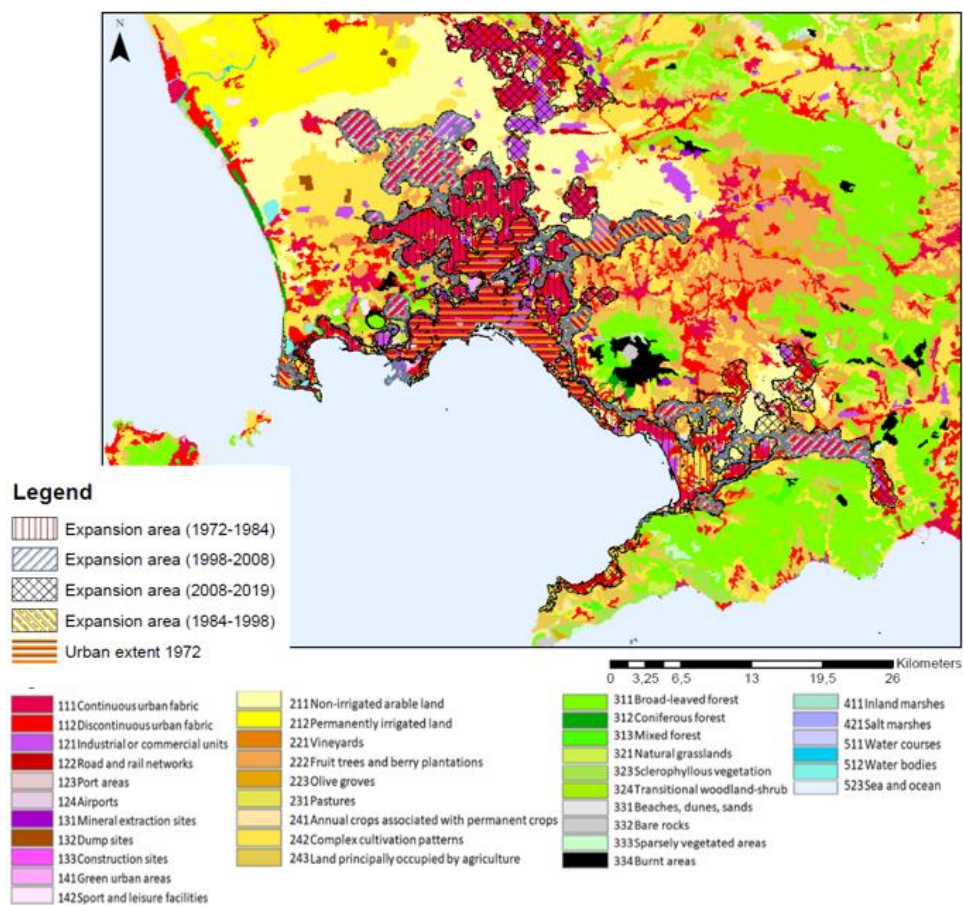 N
Legend
Expansion area (1972-1984)
Expansion area (1998-2008)
Expansion area (2008-2019)
Expansion area (1984-1998)
Urban extent 1972
Kilometers
0 3,25 6,5 13 19,5 26
111 Continuous urban fabric
112 Discontinuous urban fabric
121 Industrial or commercial units
122 Road and rail networks
123 Port areas
124 Airports
131 Mineral extraction sites
132 Dump sites
133 Construction sites
141 Green urban areas
142 Sport and leisure facilities
211 Non-irrigated arable land
212 Permanently irrigated land
221 Vineyards
222 Fruit trees and berry plantations
223 Olive groves
231 Pastures
241 Annual crops associated with permanent crops
242 Complex cultivation patterns
243 Land principally occupied by agriculture
311 Broad-leaved forest
312 Coniferous forest
313 Mixed forest
321 Natural grasslands
323 Sclerophyllous vegetation
324 Transitional woodland-shrub
331 Beaches, dunes, sands
332 Bare rocks
333 Sparsely vegetated areas
334 Burnt areas
411 Inland marshes
421 Salt marshes
511 Water courses
512 Water bodies
523 Sea and ocean